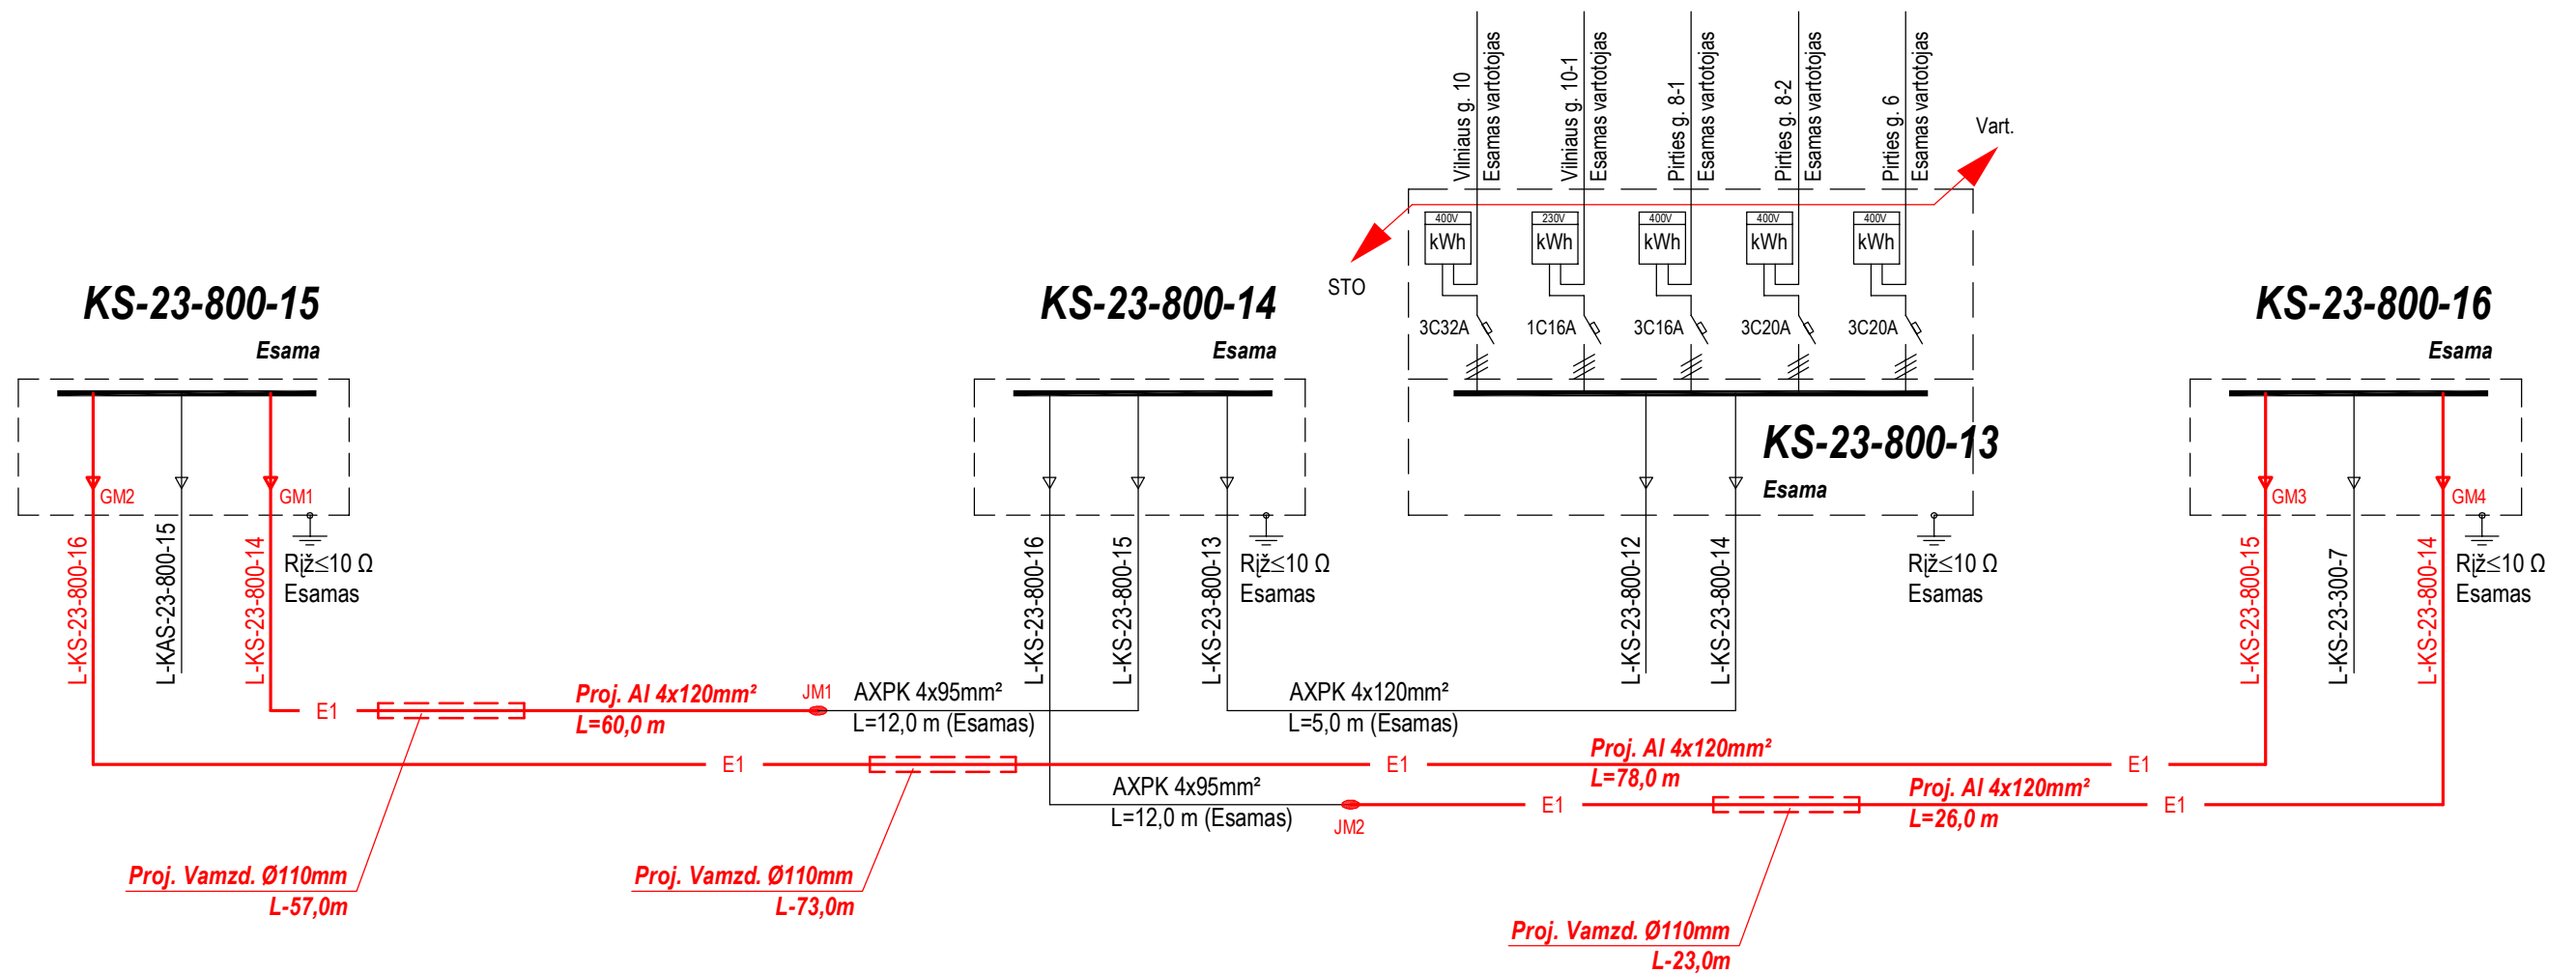 Vilniaus g. 10
Esamas vartotojas
Vilniaus g. 10-1
Esamas vartotojas
Pirties g. 8-1
Esamas vartotojas
Pirties g. 8-2
Esamas vartotojas
Pirties g. 6
Esamas vartotojas
Vart.
STO
400V
kWh
230V
kWh
400V
kWh
400V
kWh
400V
kWh
3C32A
1C16A
3C16A
3C20A
3C20A
KS-23-800-15
Esama
KS-23-800-14
Esama
KS-23-800-13
Esama
KS-23-800-16
Esama
GM2
GM1
GM3
GM4
L-KS-23-800-16
L-KAS-23-800-15
L-KS-23-800-14
Rįž≤10 Ω
Esamas
L-KS-23-800-16
L-KS-23-800-15
L-KS-23-800-13
Rįž≤10 Ω
Esamas
L-KS-23-800-12
L-KS-23-800-14
Rįž≤10 Ω
Esamas
L-KS-23-800-15
L-KS-23-300-7
L-KS-23-800-14
Rįž≤10 Ω
Esamas
E1
Proj. Al 4x120mm²
L=60,0 m
JM1
AXPK 4x95mm²
L=12,0 m (Esamas)
AXPK 4x120mm²
L=5,0 m (Esamas)
E1
E1
Proj. Al 4x120mm²
L=78,0 m
E1
AXPK 4x95mm²
L=12,0 m (Esamas)
JM2
E1
Proj. Al 4x120mm²
L=26,0 m
E1
Proj. Vamzd. Ø110mm
L-57,0m
Proj. Vamzd. Ø110mm
L-73,0m
Proj. Vamzd. Ø110mm
L-23,0m